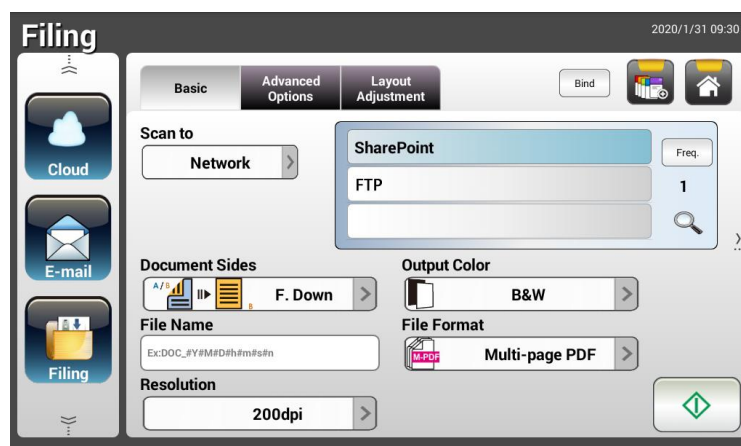 Filing
2020/1/31 09:30
Basic
Advanced Options
Layout Adjustment
Bind
Cloud
E-mail
Filing
Scan to
Network
SharePoint
FTP
Freq.
1
Document Sides
A/B
B
F. Down
Output Color
B&W
File Name
Ex:DOC_#Y#M#D#h#m#s#n
File Format
M-PDF
Multi-page PDF
Resolution
200dpi